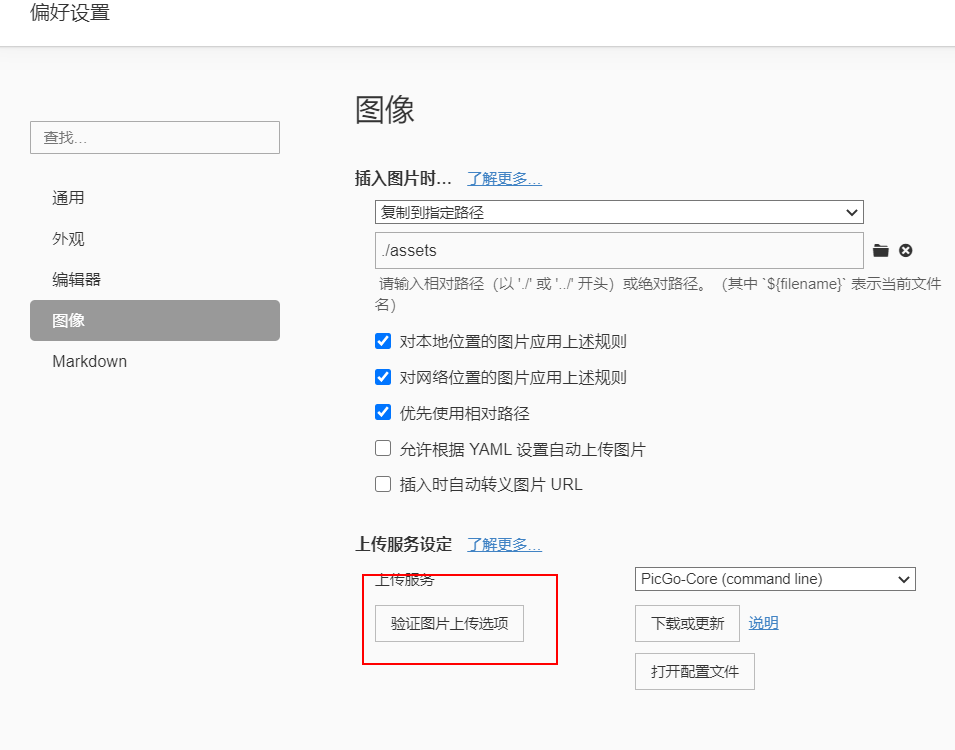 偏好设置
图像
查找…
插入图片时… 了解更多…
通用
复制到指定路径
外观
./assets
编辑器
请输入相对路径（以 './' 或 '../' 开头）或绝对路径。（其中 `${filename}` 表示当前文件
名）
图像
对本地位置的图片应用上述规则
Markdown
对网络位置的图片应用上述规则
优先使用相对路径
允许根据 YAML 设置自动上传图片
插入时自动转义图片 URL
上传服务设定 了解更多…
上传服务 PicGo-Core (command line)
验证图片上传选项 下载或更新 说明
打开配置文件